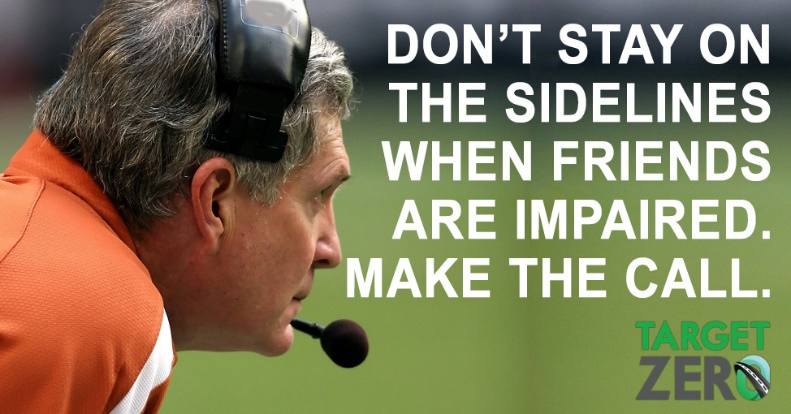 DON'T STAY ON
THE SIDELINES
WHEN FRIENDS
ARE IMPAIRED.
MAKE THE CALL.
TARGET
ZERO